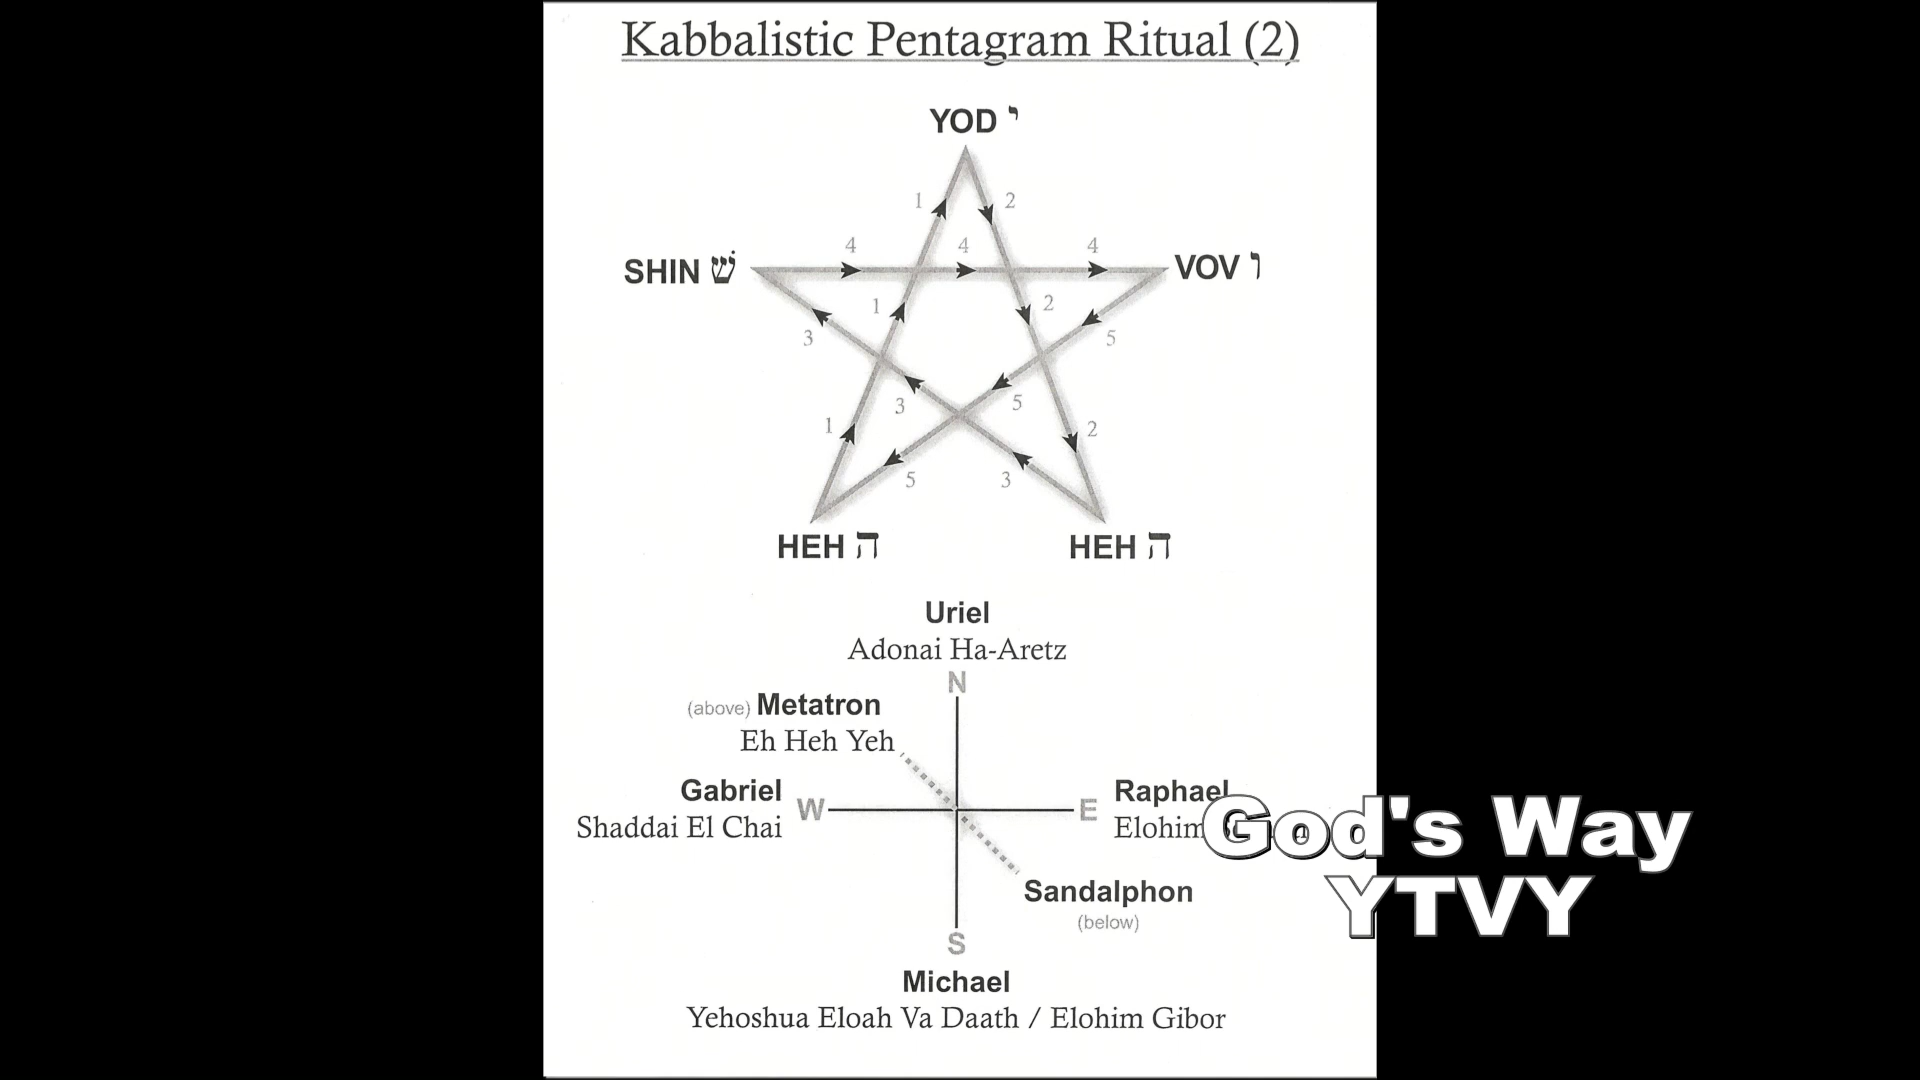 Kabbalistic Pentagram Ritual (2)
YOD י
1 2
SHIN שׁ 4 4 4 VOV ו
1 2
3 5
3 5
1 2
5 3
HEH ה HEH ה
Uriel
Adonai Ha-Aretz
N
(above) Metatron
Eh Heh Yeh
Gabriel W E Raphael
Shaddai El Chai Elohim
God's Way
YTVY
Sandalphon
(below)
S
Michael
Yehoshua Eloah Va Daath / Elohim Gibor